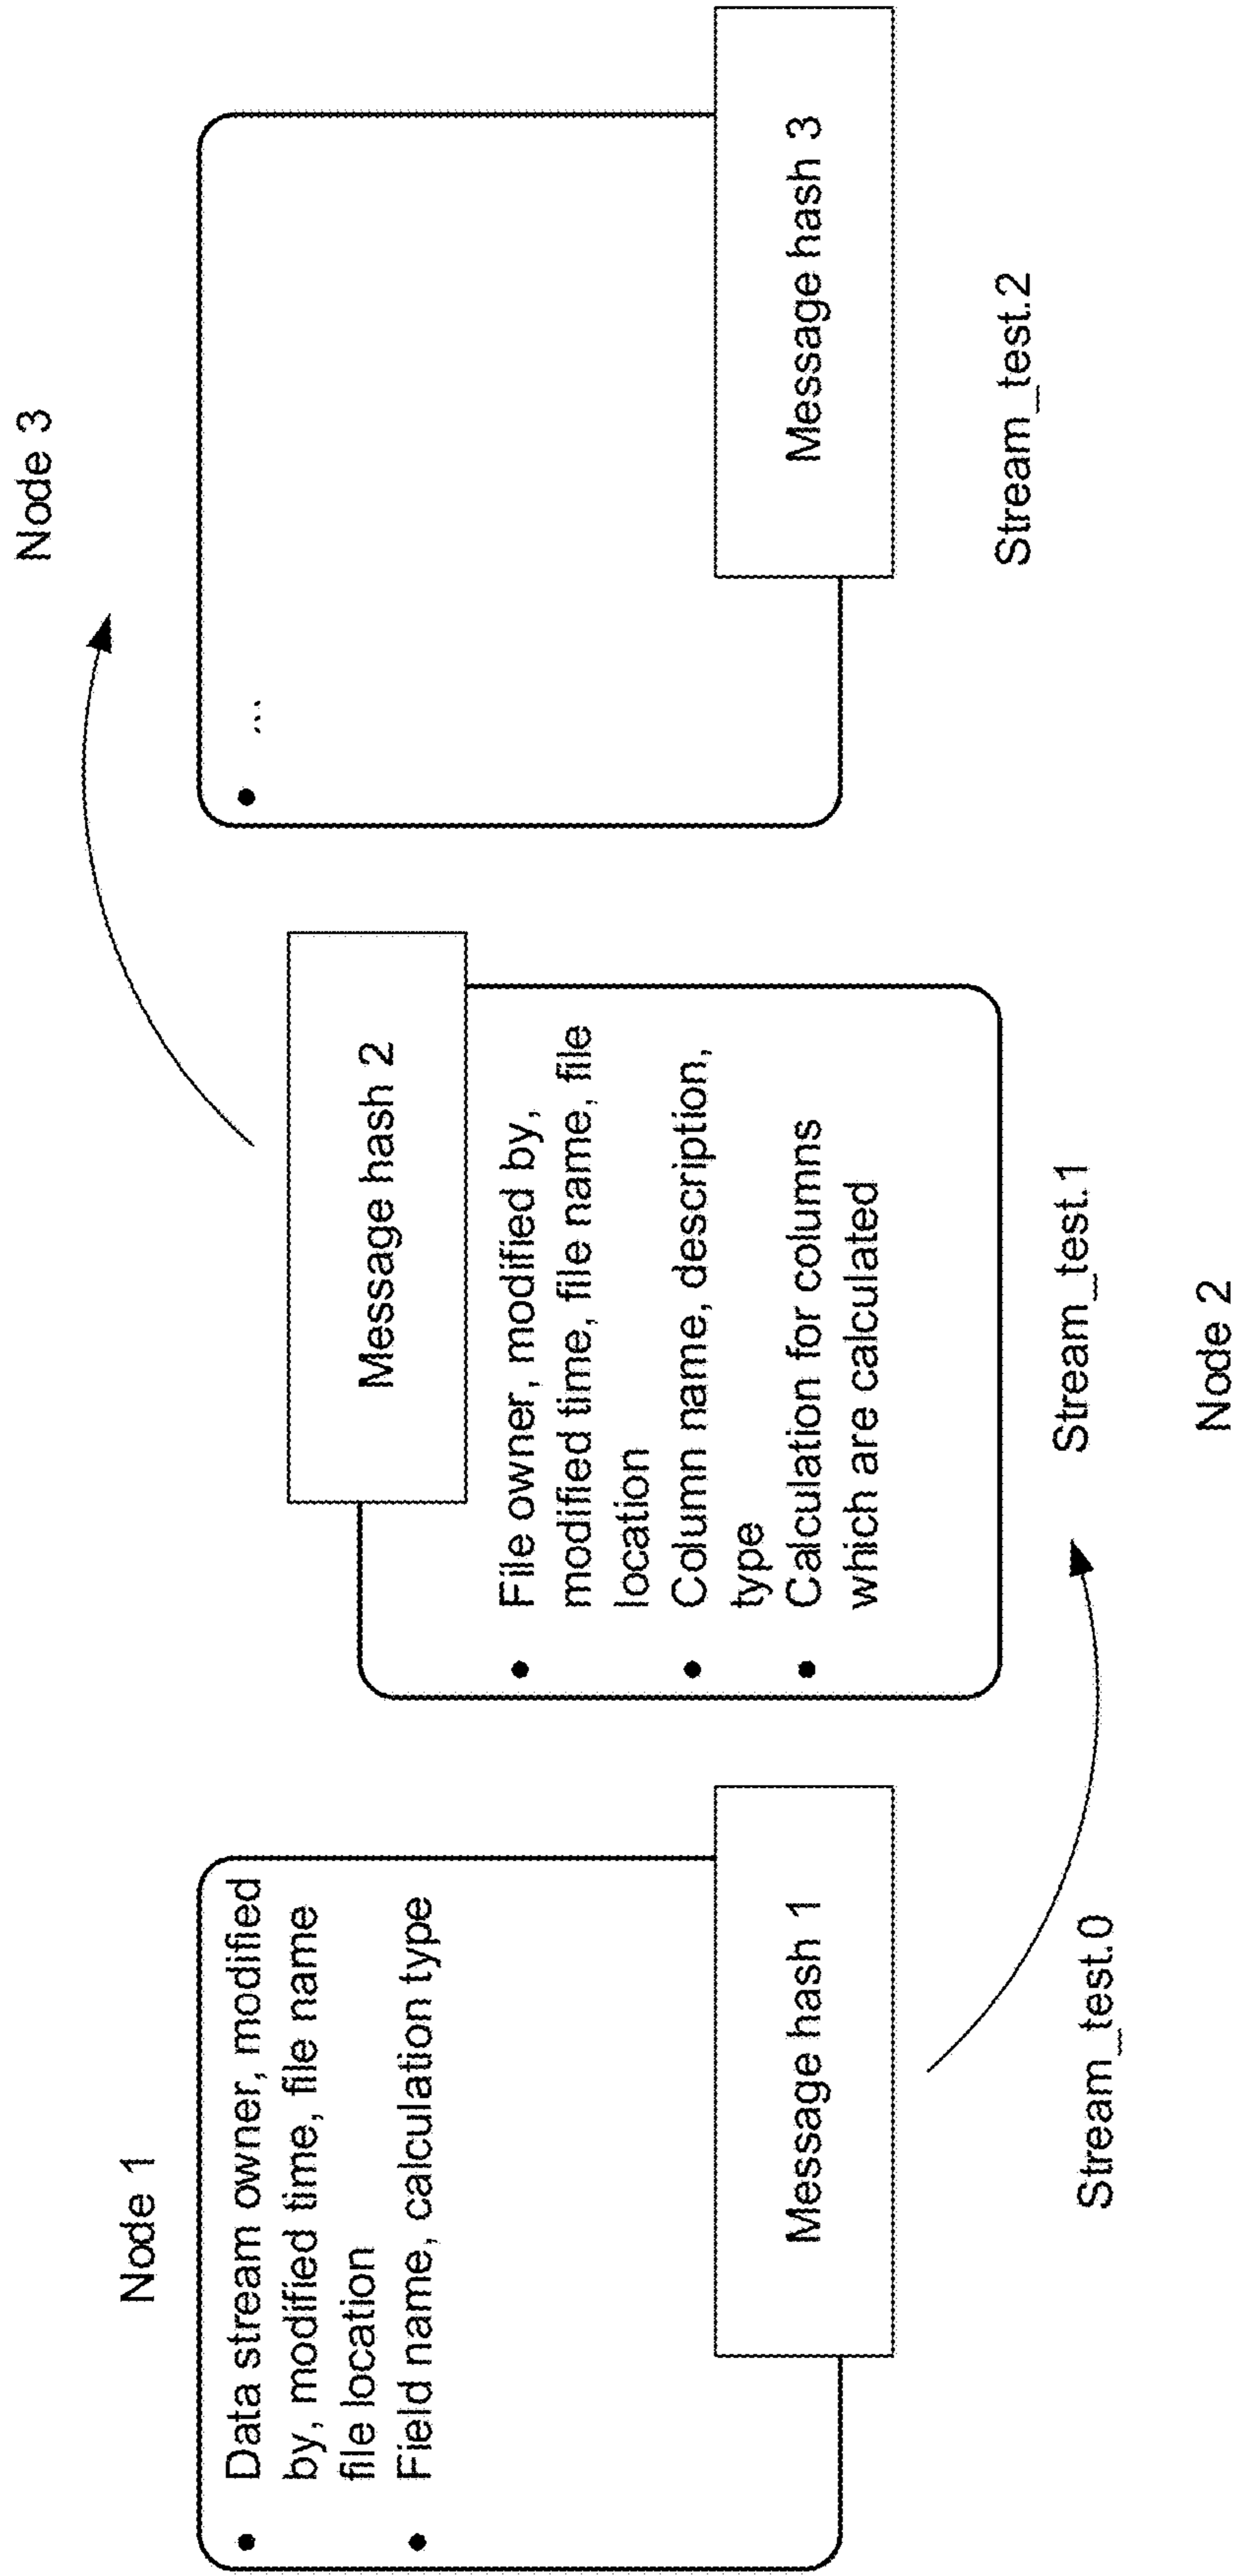 Node 1
Data stream owner, modified
by, modified time, file name
file location
Field name, calculation type
Message hash 1
Stream_test.0
Message hash 2
File owner, modified by,
modified time, file name, file
location
Column name, description,
type
Calculation for columns
which are calculated
Stream_test.1
Node 2
Node 3
...
Message hash 3
Stream_test.2